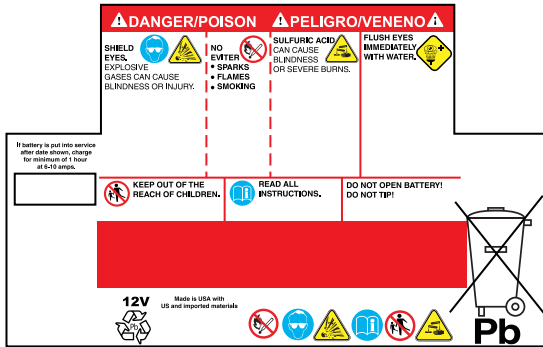 DANGER/POISON
PELIGRO/VENENO
SHIELD
EYES.
EXPLOSIVE
GASES CAN CAUSE
BLINDNESS OR INJURY.
NO
EVITER
• SPARKS
• FLAMES
• SMOKING
SULFURIC ACID
CAN CAUSE
BLINDNESS
OR SEVERE BURNS.
FLUSH EYES
IMMEDIATELY
WITH WATER.
If battery is put into service
after date shown, charge
for minimum of 1 hour
at 6-10 amps.
KEEP OUT OF THE
REACH OF CHILDREN.
READ ALL
INSTRUCTIONS.
DO NOT OPEN BATTERY!
DO NOT TIP!
12V
Pb
Made is USA with
US and imported materials
Pb